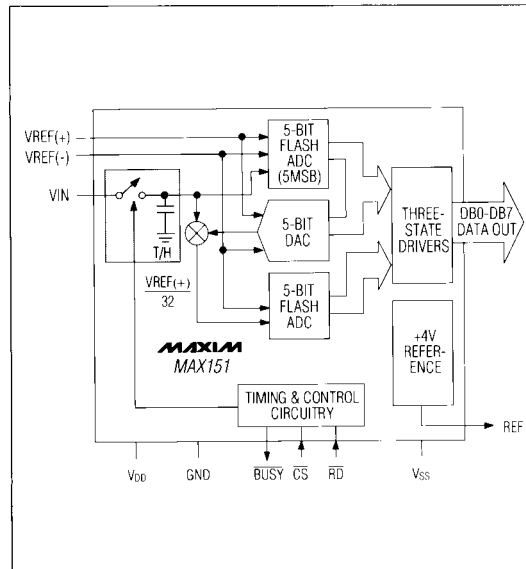 VREF(+)
VREF(-)
VIN
T/H
VREF(+)
32
5-BIT
FLASH
ADC
(5MSB)
5-BIT
DAC
5-BIT
FLASH
ADC
THREE-
STATE
DRIVERS
DB0-DB7
DATA OUT
+4V
REFER-
ENCE
MAXIM
MAX151
TIMING & CONTROL
CIRCUITRY
REF
VDD
GND
BUSY
CS
RD
VSS